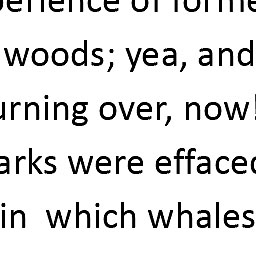 perience of forme
woods; yea, and
urning over, now!
arks were effaced
in  which whales